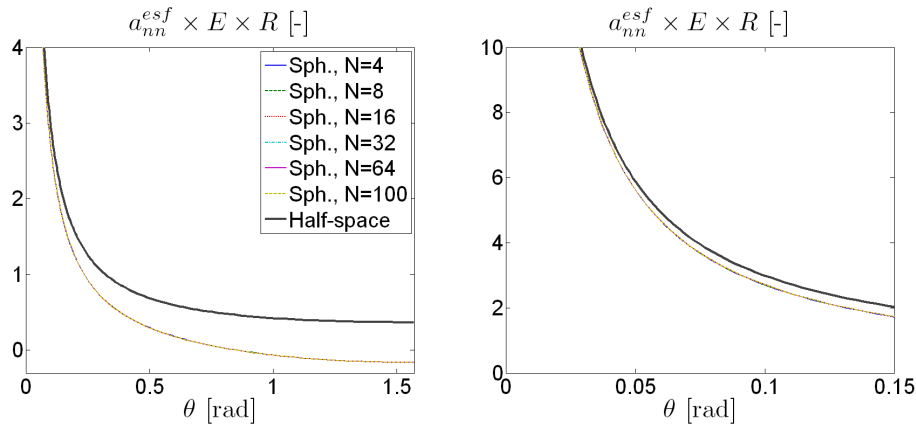 a_{nn}^{esf} × E × R [-]
4
3
2
1
0
0
0.5
1
1.5
θ [rad]
Sph., N=4
Sph., N=8
Sph., N=16
Sph., N=32
Sph., N=64
Sph., N=100
Half-space
a_{nn}^{esf} × E × R [-]
10
8
6
4
2
0
0
0.05
0.1
0.15
θ [rad]